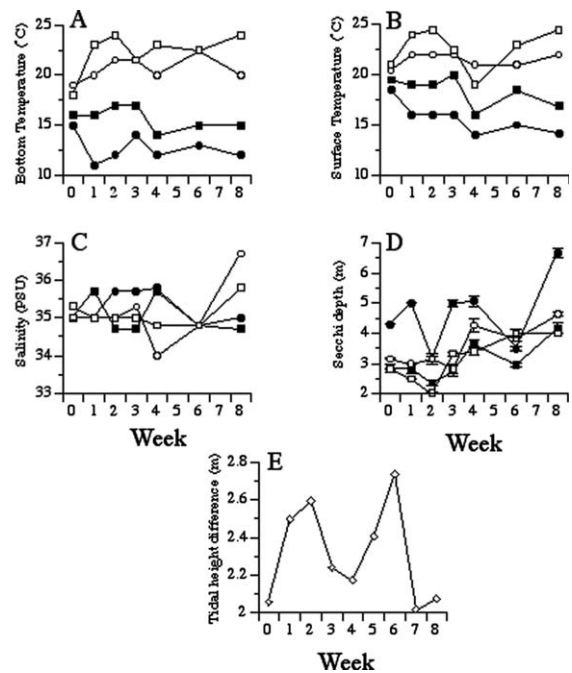 A
Bottom Temperature (˚C)
25
20
15
10
0 1 2 3 4 5 6 7 8
B
Surface Temperature (˚C)
25
20
15
10
0 1 2 3 4 5 6 7 8
C
Salinity (PSU)
37
36
35
34
33
0 1 2 3 4 5 6 7 8
Week
D
Secchi depth (m)
7
6
5
4
3
2
0 1 2 3 4 5 6 7 8
Week
E
Tidal height difference (m)
2.8
2.6
2.4
2.2
2
0 1 2 3 4 5 6 7 8
Week